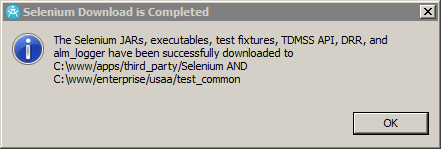 Selenium Download is Completed
The Selenium JARs, executables, test fixtures, TDMSS API, DRR, and
alm_logger have been successfully downloaded to
C:\www/apps/third_party/Selenium AND
C:\www/enterprise/usaa/test_common
OK